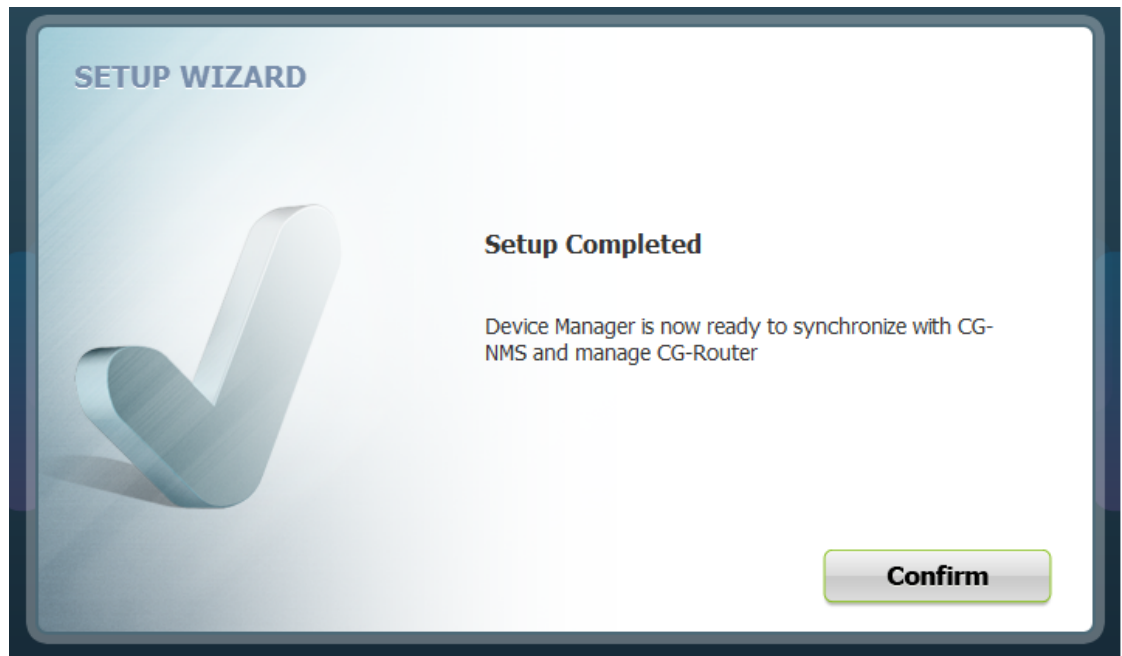 SETUP WIZARD
Setup Completed
Device Manager is now ready to synchronize with CG-
NMS and manage CG-Router
Confirm